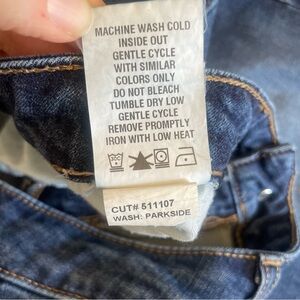 MACHINE WASH COLD
INSIDE OUT
GENTLE CYCLE
WITH SIMILAR
COLORS ONLY
DO NOT BLEACH
TUMBLE DRY LOW
GENTLE CYCLE
REMOVE PROMPTLY
IRON WITH LOW HEAT
CUT# 511107
WASH: PARKSIDE